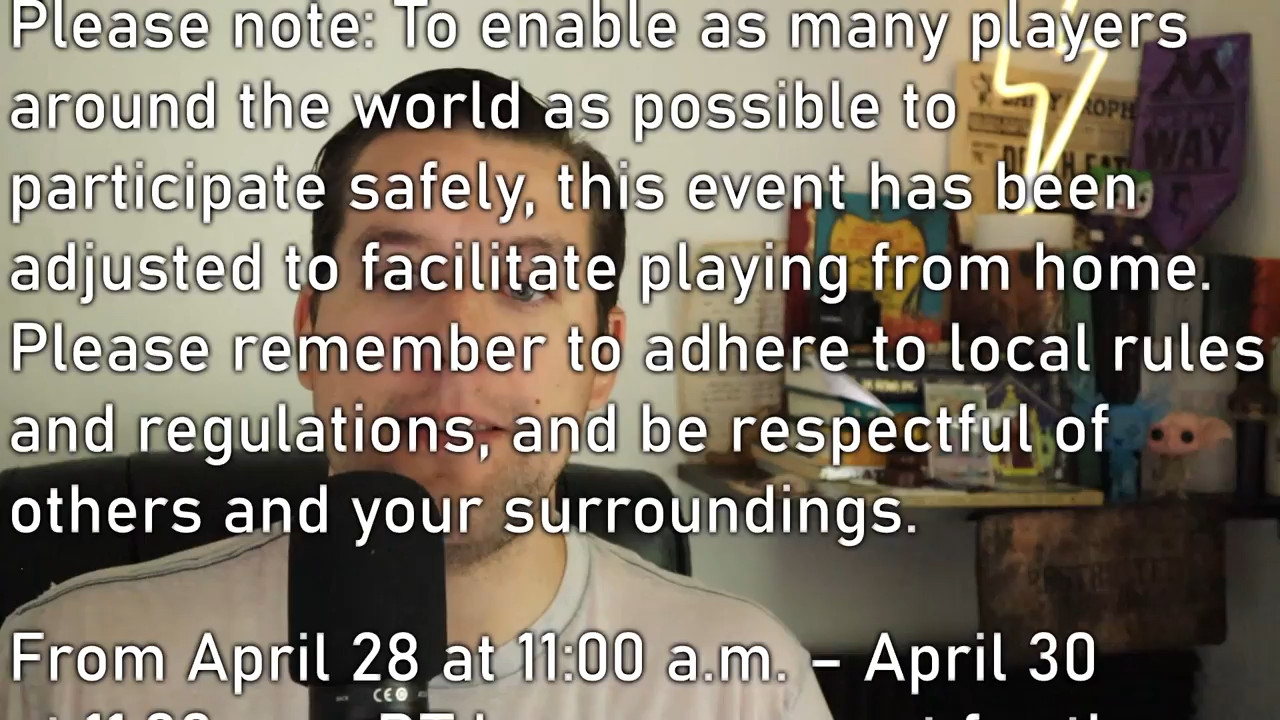 Please note: To enable as many players
around the world as possible to
participate safely, this event has been
adjusted to facilitate playing from home.
Please remember to adhere to local rules
and regulations, and be respectful of
others and your surroundings.
From April 28 at 11:00 a.m. – April 30
WAY
CE